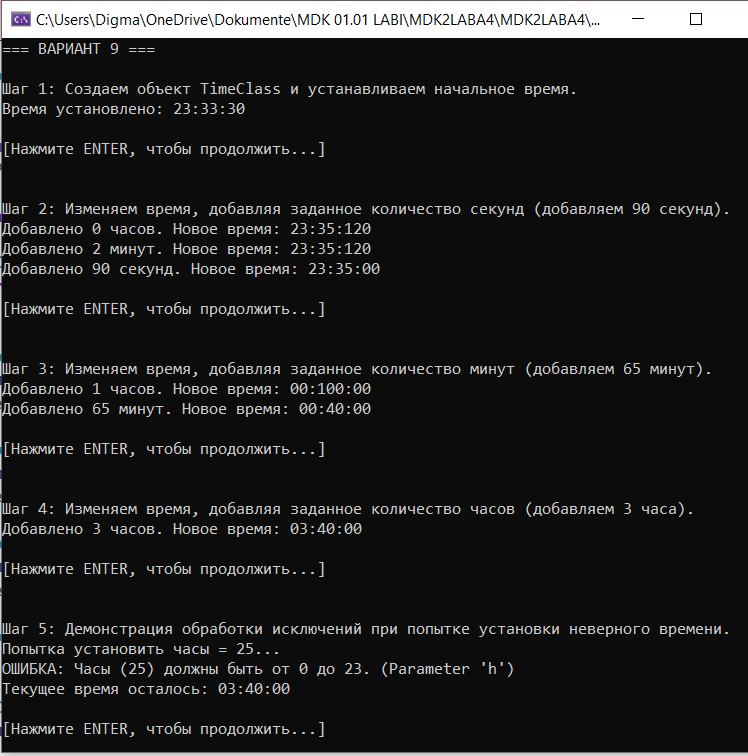 C:\Users\Digma\OneDrive\Dokumente\MDK 01.01 LABI\MDK2LABA4\MDK2LABA4\...
=== ВАРИАНТ 9 ===
Шаг 1: Создаем объект TimeClass и устанавливаем начальное время.
Время установлено: 23:33:30
[Нажмите ENTER, чтобы продолжить...]
Шаг 2: Изменяем время, добавляя заданное количество секунд (добавляем 90 секунд).
Добавлено 0 часов. Новое время: 23:35:120
Добавлено 2 минут. Новое время: 23:35:120
Добавлено 90 секунд. Новое время: 23:35:00
[Нажмите ENTER, чтобы продолжить...]
Шаг 3: Изменяем время, добавляя заданное количество минут (добавляем 65 минут).
Добавлено 1 часов. Новое время: 00:100:00
Добавлено 65 минут. Новое время: 00:40:00
[Нажмите ENTER, чтобы продолжить...]
Шаг 4: Изменяем время, добавляя заданное количество часов (добавляем 3 часа).
Добавлено 3 часов. Новое время: 03:40:00
[Нажмите ENTER, чтобы продолжить...]
Шаг 5: Демонстрация обработки исключений при попытке установки неверного времени.
Попытка установить часы = 25...
ОШИБКА: Часы (25) должны быть от 0 до 23. (Parameter 'h')
Текущее время осталось: 03:40:00
[Нажмите ENTER, чтобы продолжить...]